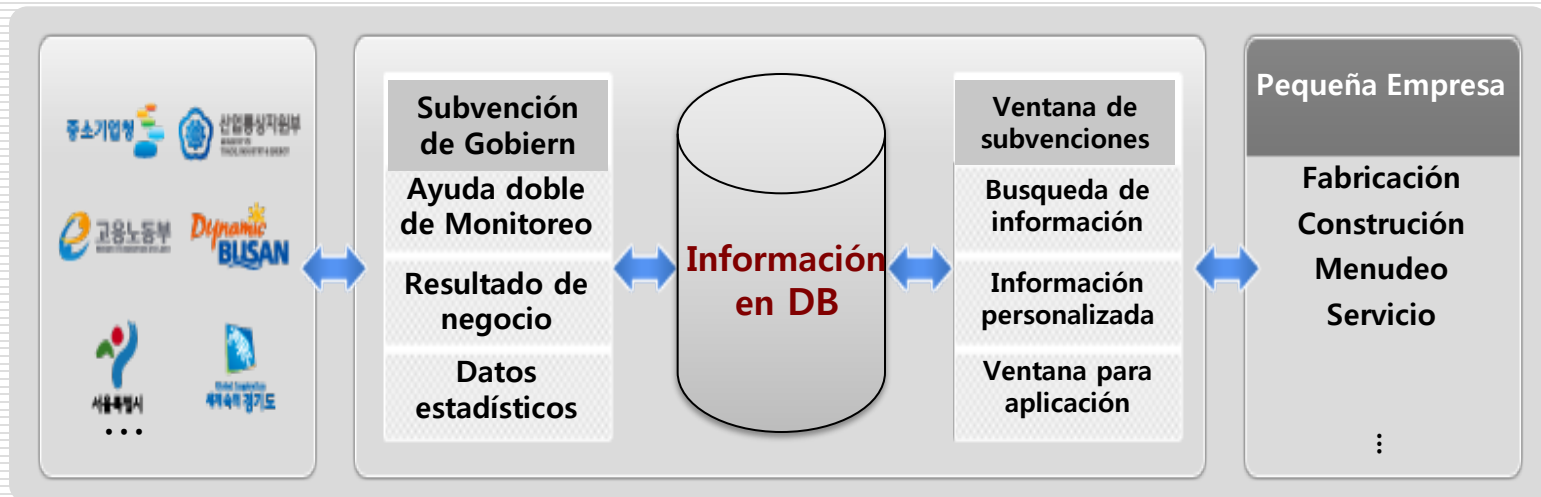 중소기업청
산업통상자원부
고용노동부
Dynamic
BUSAN
서울특별시
세계속의 경기도
...
Subvención
de Gobiern
Ayuda doble
de Monitoreo
Resultado de
negocio
Datos
estadísticos
Información
en DB
Ventana de
subvenciones
Busqueda de
información
Información
personalizada
Ventana para
aplicación
Pequeña Empresa
Fabricación
Construción
Menudeo
Servicio
⋮